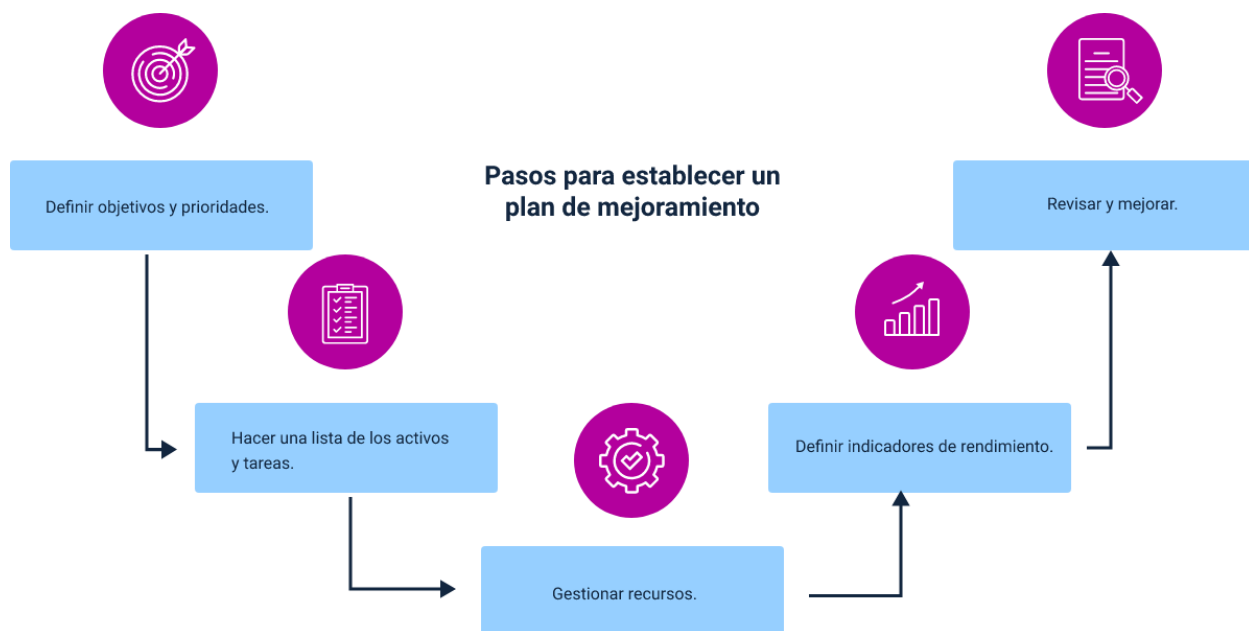 Pasos para establecer un
plan de mejoramiento
Definir objetivos y prioridades.
Hacer una lista de los activos
y tareas.
Gestionar recursos.
Definir indicadores de rendimiento.
Revisar y mejorar.